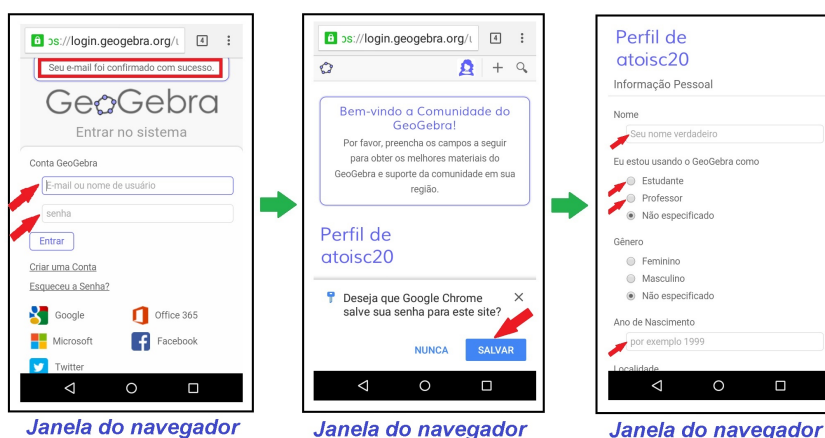 os://login.geogebra.org/
4
Seu e-mail foi confirmado com sucesso.
GeoGebra
Entrar no sistema
Conta GeoGebra
E-mail ou nome de usuário
senha
Entrar
Criar uma Conta
Esqueceu a Senha?
Google
Office 365
Microsoft
Facebook
Twitter
Janela do navegador
os://login.geogebra.org/
4
Bem-vindo a Comunidade do
GeoGebra!
Por favor, preencha os campos a seguir
para obter os melhores materiais do
GeoGebra e suporte da comunidade em sua
região.
Perfil de
atoisc20
Deseja que Google Chrome
salve sua senha para este site?
NUNCA
SALVAR
Janela do navegador
Perfil de
atoisc20
Informação Pessoal
Nome
Seu nome verdadeiro
Eu estou usando o GeoGebra como
Estudante
Professor
Não especificado
Gênero
Feminino
Masculino
Não especificado
Ano de Nascimento
por exemplo 1999
Localidade
Janela do navegador